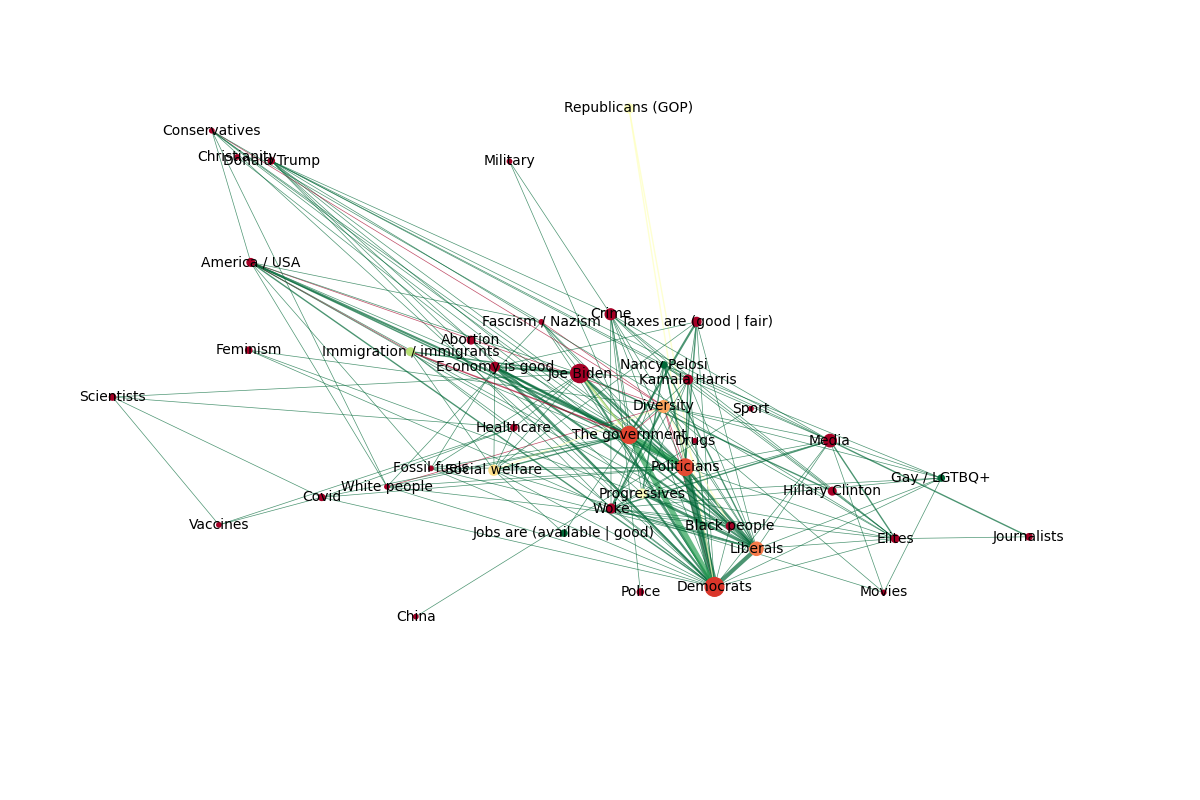 Republicans (GOP)
Conservatives
Christianity
Donald Trump
Military
America / USA
Crime
Fascism / Nazism
Taxes are (good | fair)
Abortion
Feminism
Immigration / immigrants
Economy is good
Nancy Pelosi
Joe Biden
Kamala Harris
Scientists
Diversity
Sport
Healthcare
The government
Drugs
Media
Fossil fuels
Social welfare
Politicians
Gay / LGTBQ+
White people
Covid
Progressives
Hillary Clinton
Woke
Vaccines
Black people
Jobs are (available | good)
Elites
Journalists
Liberals
Democrats
Police
Movies
China